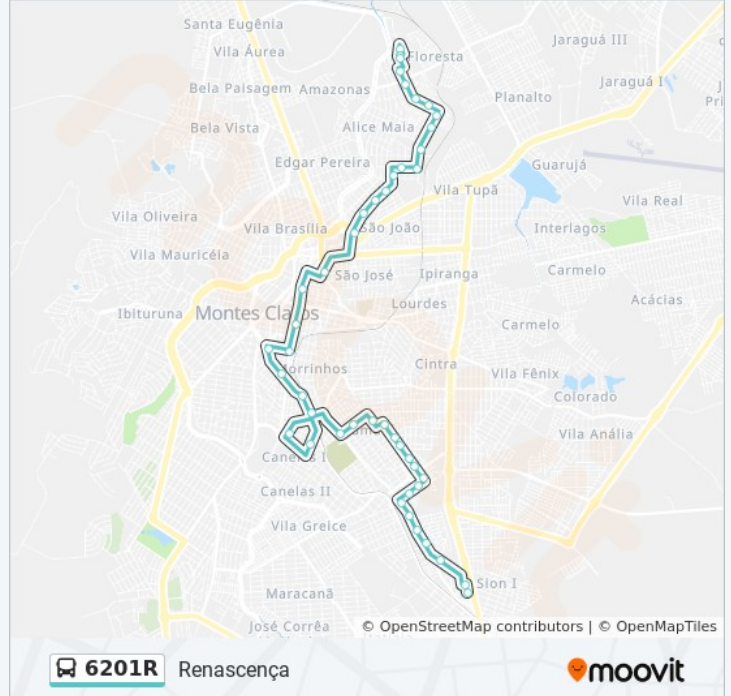 Santa Eugênia
Jaraguá III
Floresta
Vila Áurea
Bela Paisagem
Amazonas
Jaraguá I
Planalto
J
Pri
Bela Vista
Alice Maia
Edgar Pereira
Guarujá
Vila Tupã
Vila Real
Vila Oliveira
Vila Brasília
São João
Interlagos
Vila Mauricéia
São José
Ipiranga
Carmelo
Ibituruna
Montes Claros
Lourdes
Acácias
Carmelo
Morrinhos
Cintra
Vila Fênix
Colorado
Vila Anália
Canelas I
Canelas II
Vila Greice
Sion I
Maracanã
José Corrêa
© OpenStreetMap contributors | © OpenMapTiles
6201R Renascença
moovit